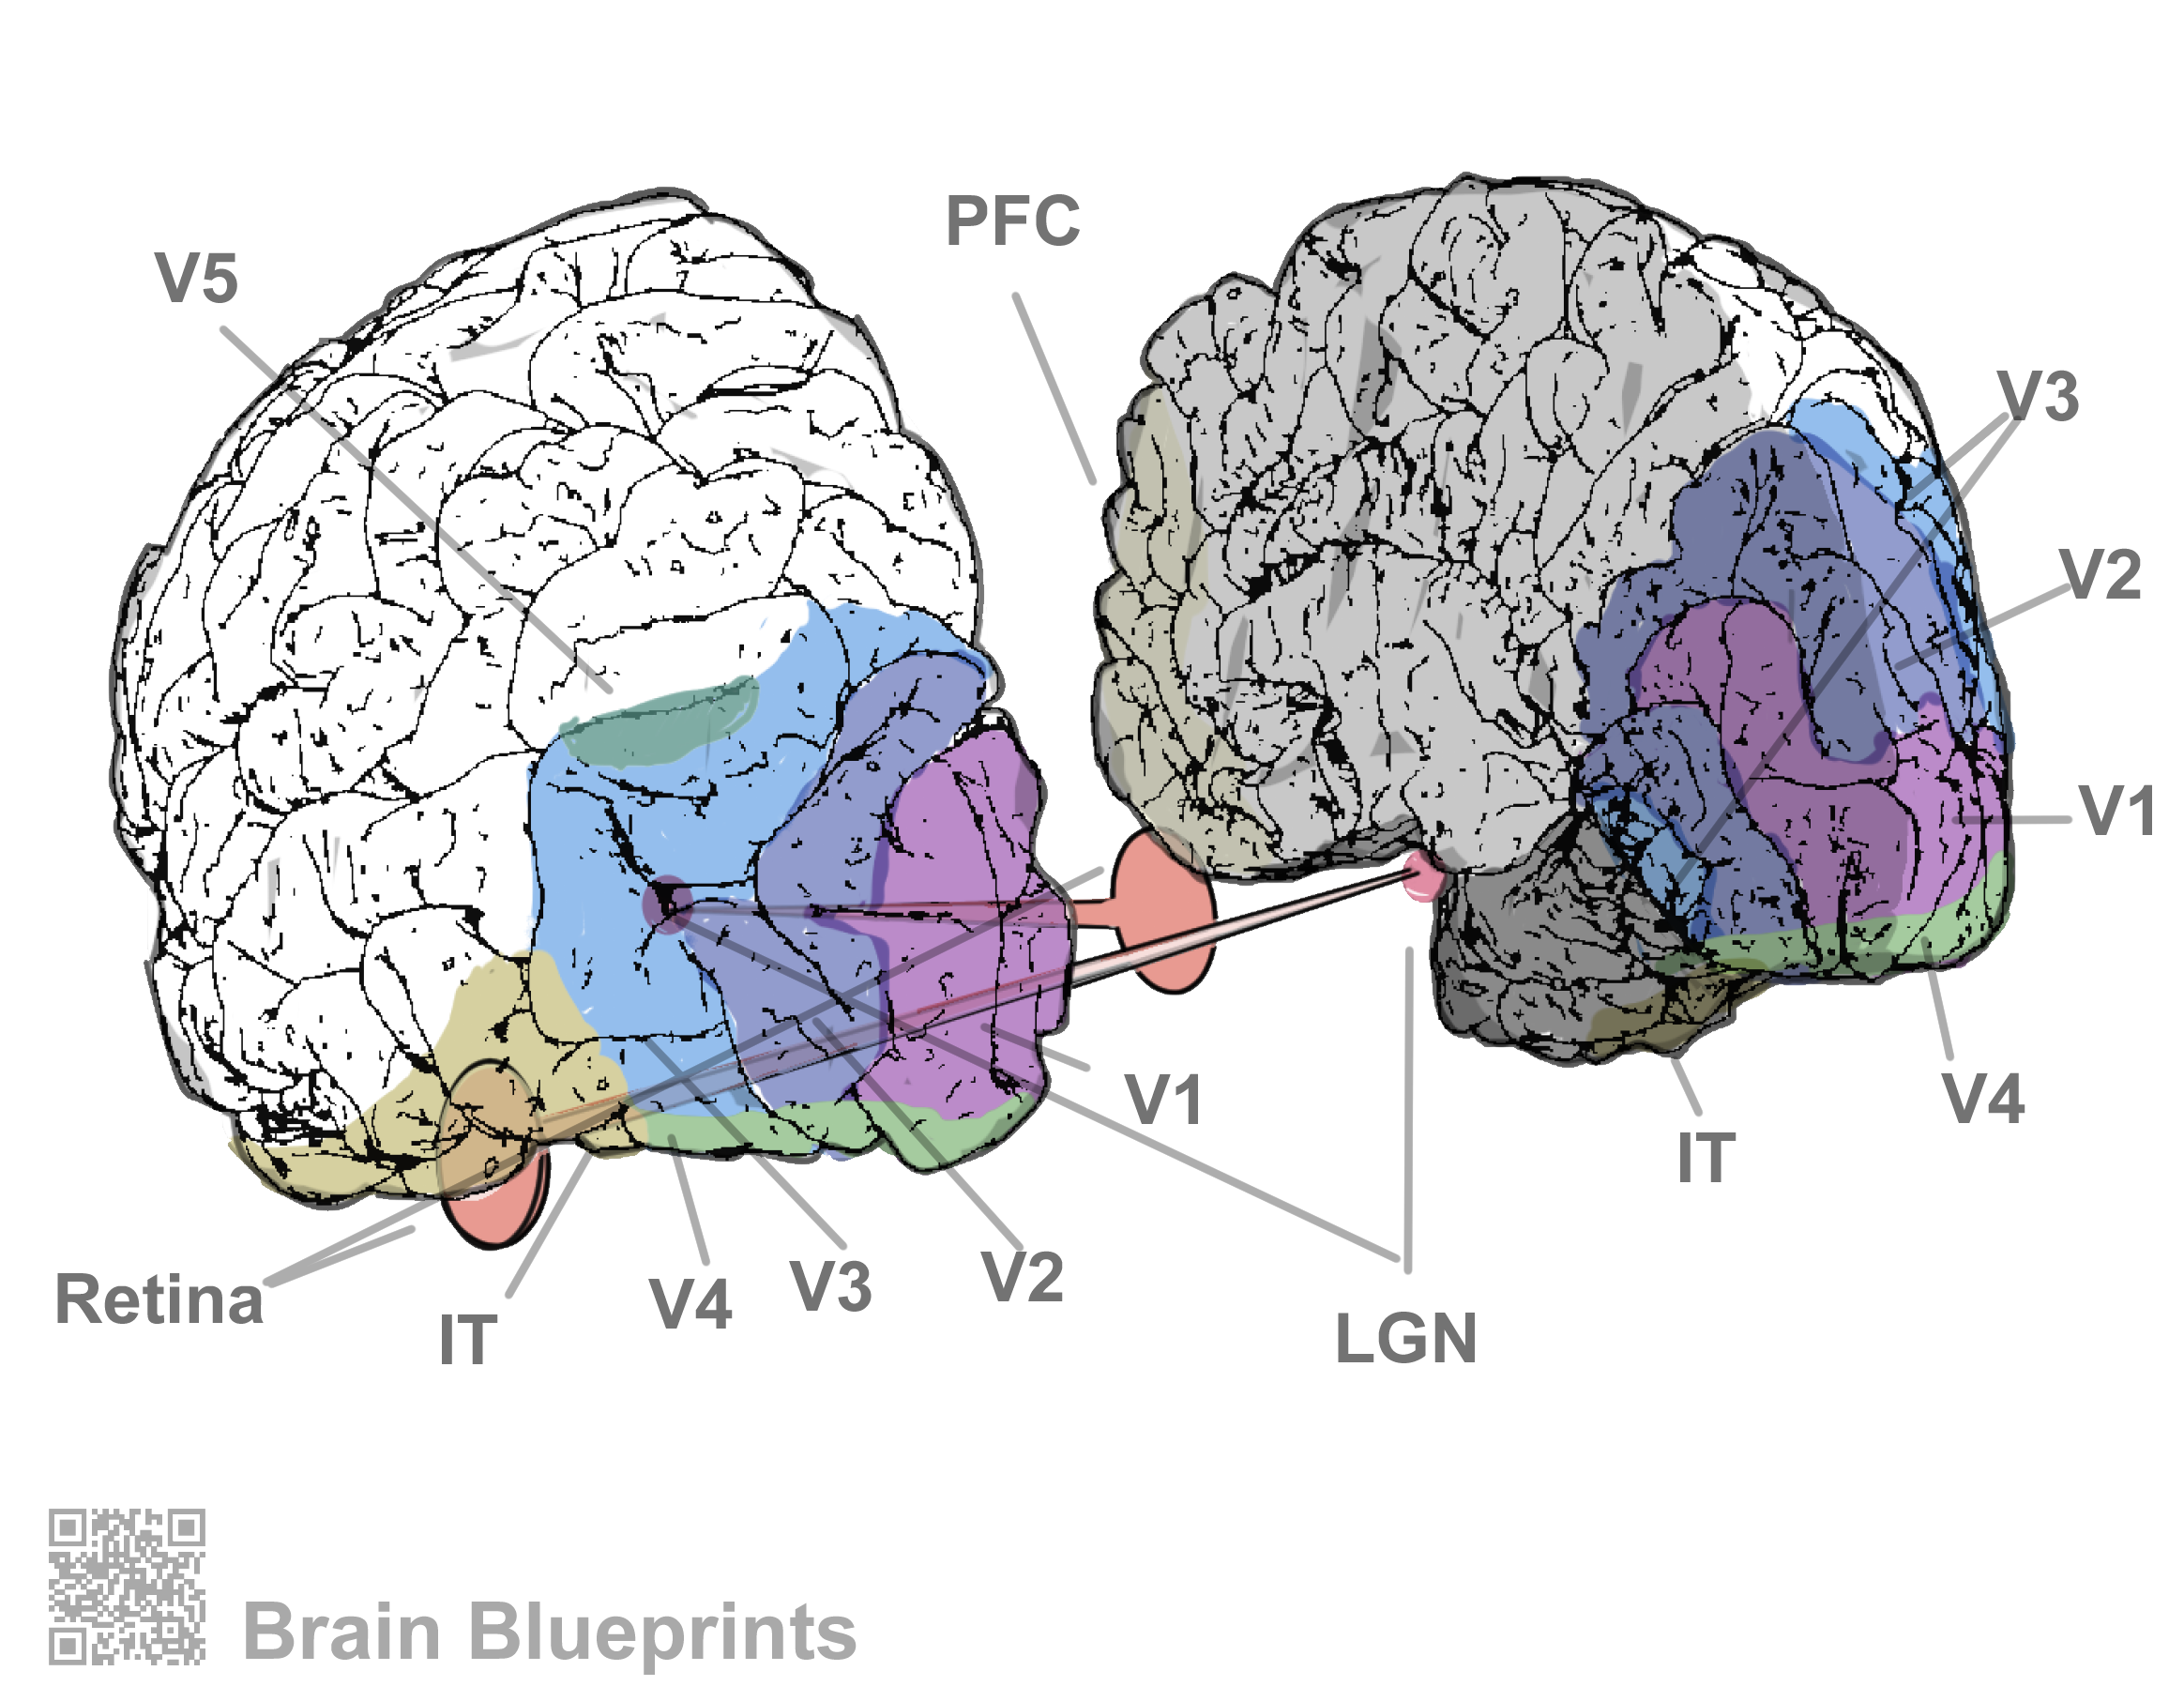 PFC
V5
V3
V2
V1
V1
V4
IT
V2
V3
V4
Retina
IT
LGN
Brain Blueprints